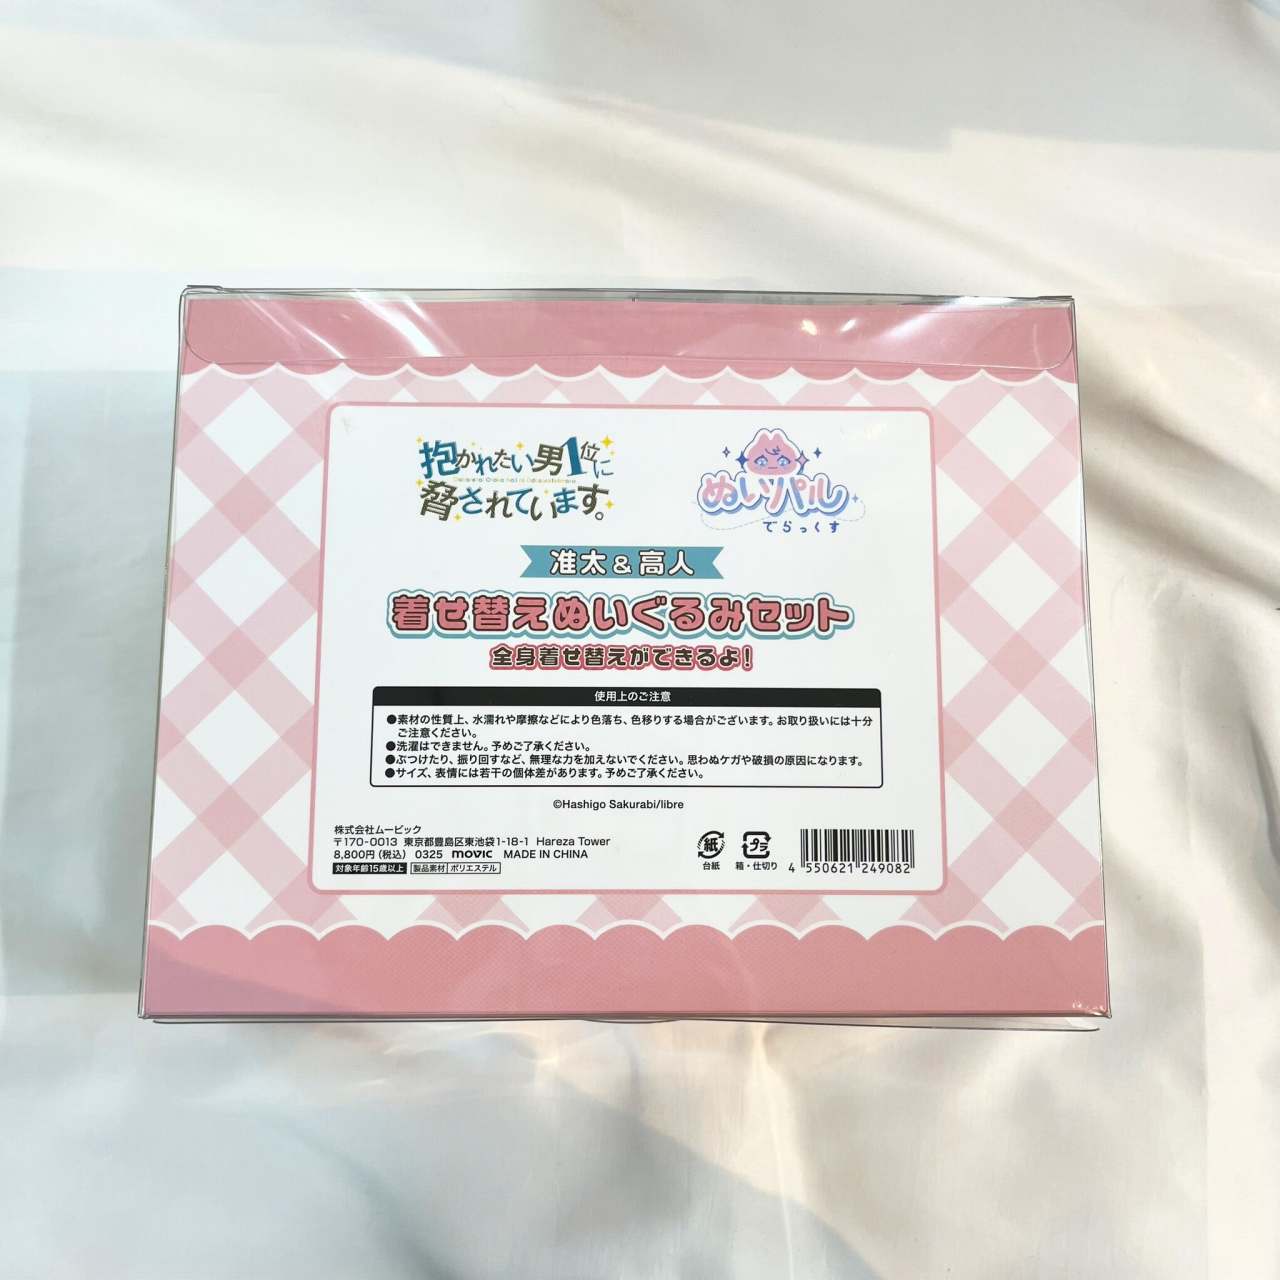 抱かれたい男1位に
脅されています。
ぬいパル
でらっくす
准太&高人
着せ替えぬいぐるみセット
全身着せ替えができるよ!
使用上のご注意
●素材の性質上、水濡れや摩擦などにより色落ち、色移りする場合がございます。お取り扱いには十分
ご注意ください。
●洗濯はできません。予めご了承ください。
●ぶつけたり、振り回すなど、無理な力を加えないでください。思わぬケガや破損の原因になります。
●サイズ、表情には若干の個体差があります。予めご了承ください。
©Hashigo Sakurabi/libre
株式会社ムービック
〒170-0013 東京都豊島区東池袋1-18-1 Hareza Tower
8,800円(税込) 0325 movic MADE IN CHINA
対象年齢15歳以上 製品素材 ポリエステル
紙
台紙
プラ
箱・仕切り
4 550621 249082